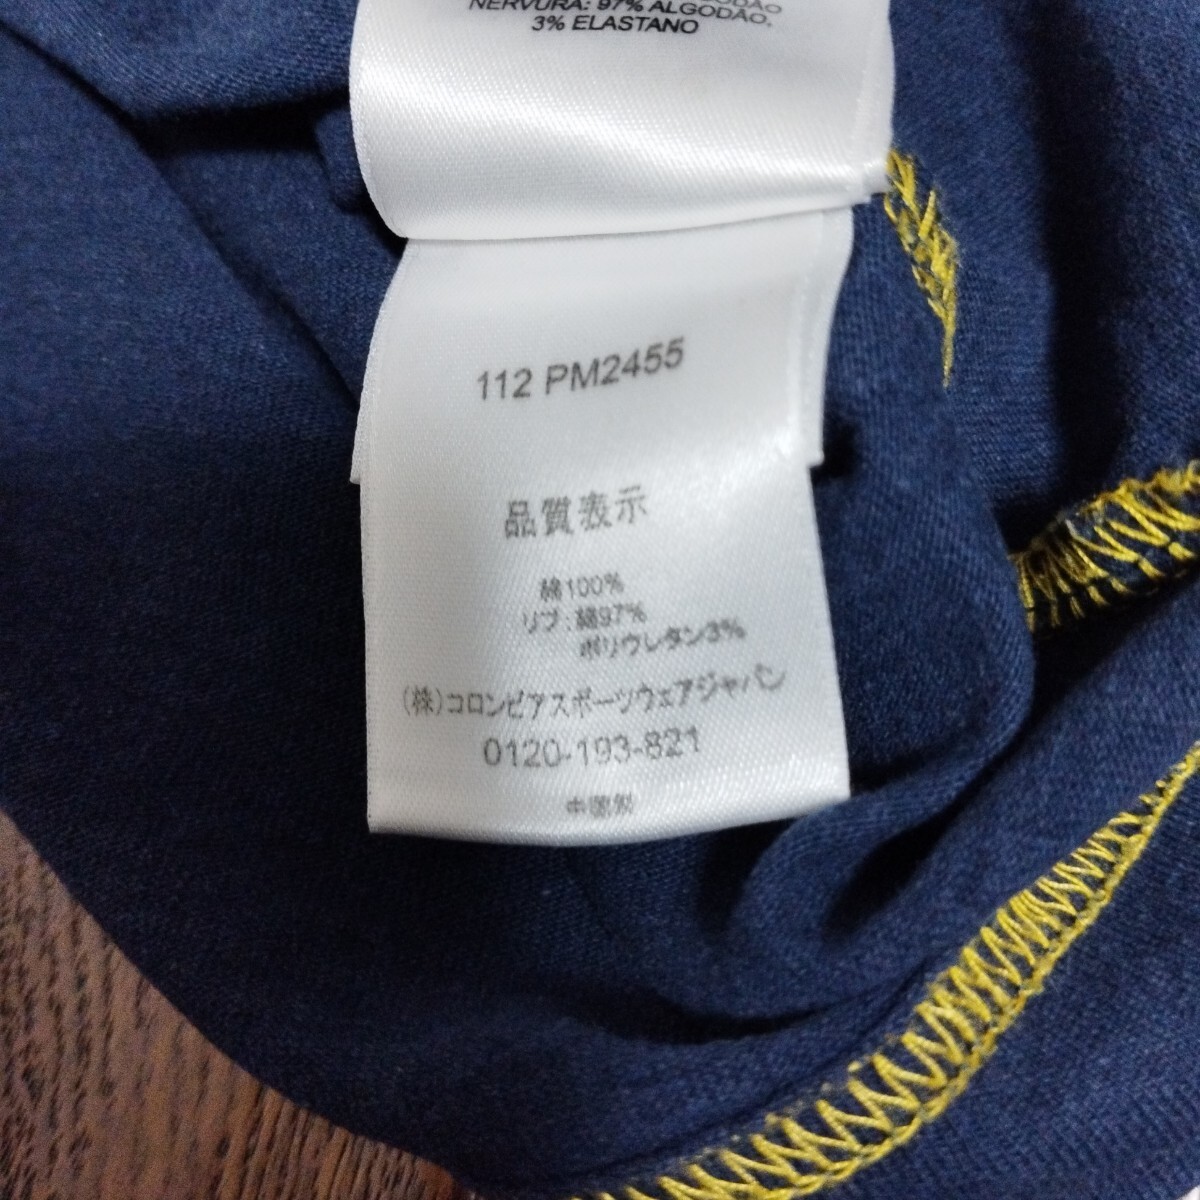 NERVURA: 97% ALGODÃO,
3% ELASTANO
112 PM2455
品質表示
綿100%
リブ:綿97%
ポリウレタン3%
(株)コロンビアスポーツウェアジャパン
0120-193-821
中国製